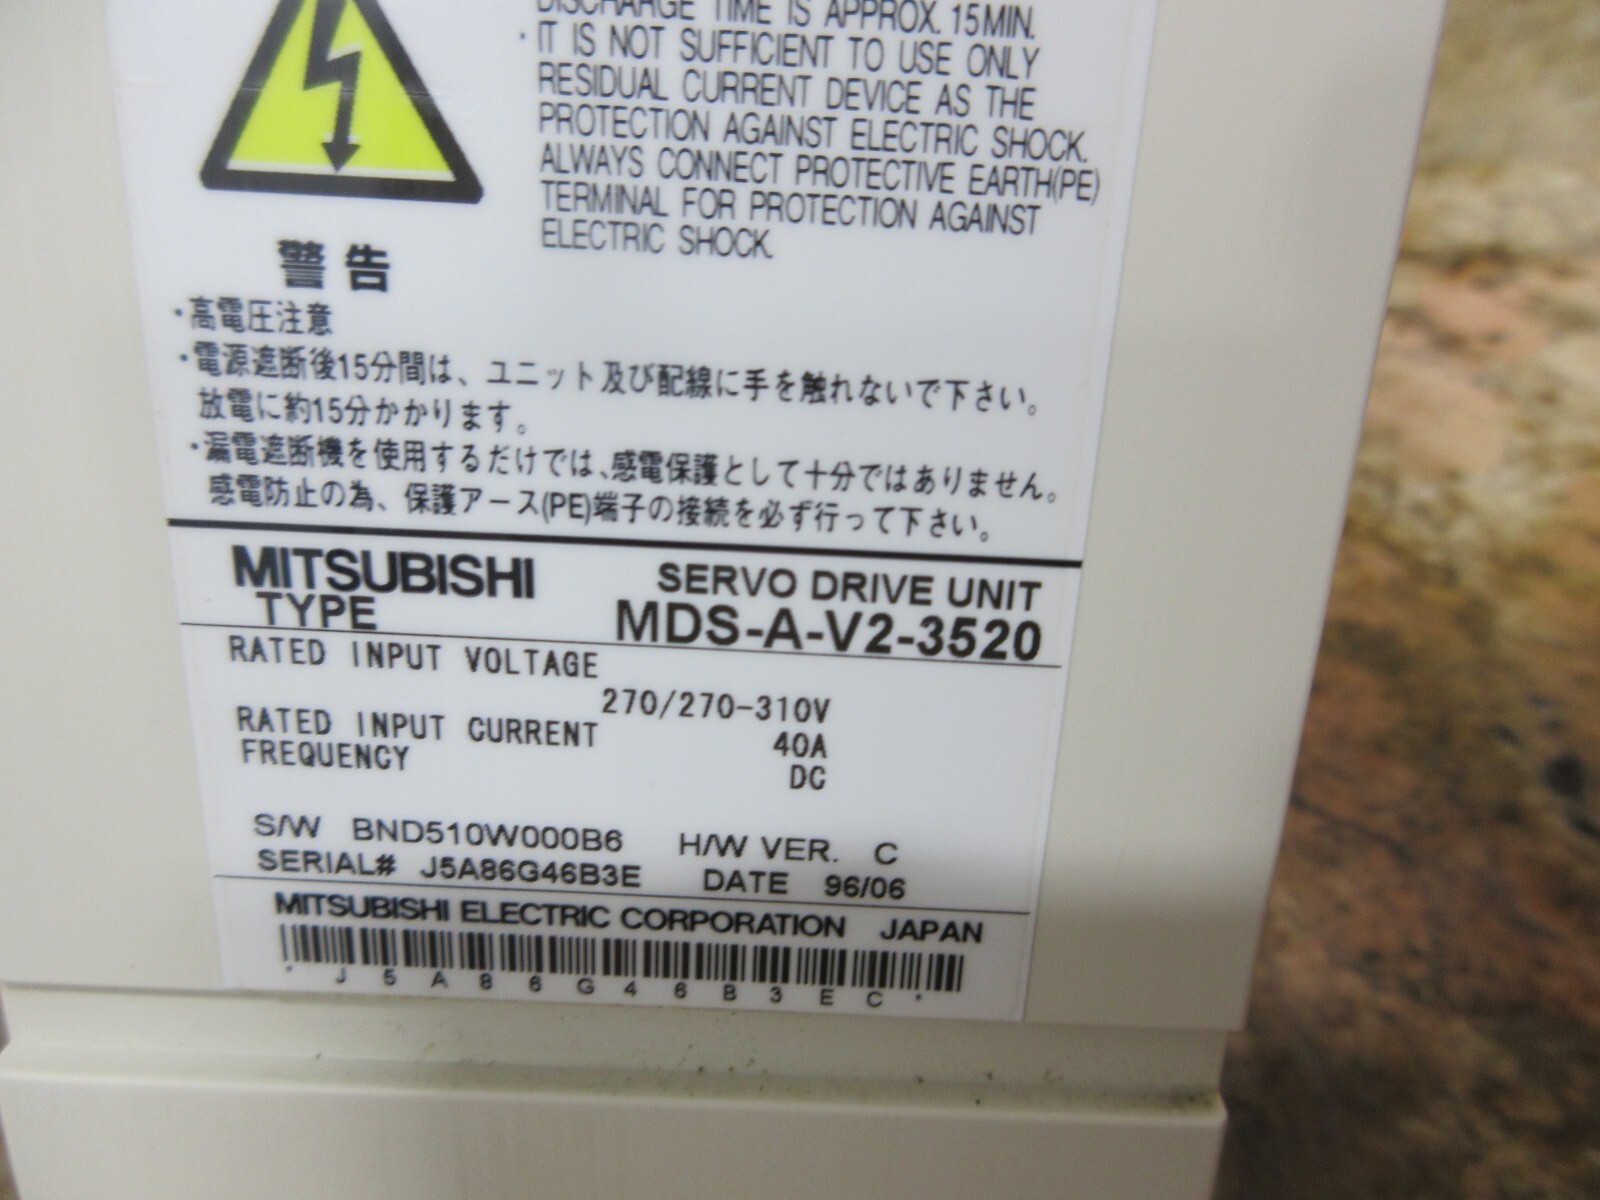 DISCHARGE TIME IS APPROX. 15MIN.
・IT IS NOT SUFFICIENT TO USE ONLY
RESIDUAL CURRENT DEVICE AS THE
PROTECTION AGAINST ELECTRIC SHOCK.
ALWAYS CONNECT PROTECTIVE EARTH(PE)
TERMINAL FOR PROTECTION AGAINST
ELECTRIC SHOCK.
警告
・高電圧注意
・電源遮断後15分間は、ユニット及び配線に手を触れないで下さい。
放電に約15分かかります。
・漏電遮断機を使用するだけでは、感電保護として十分ではありません。
感電防止の為、保護アース(PE)端子の接続を必ず行って下さい。
MITSUBISHI SERVO DRIVE UNIT
TYPE MDS-A-V2-3520
RATED INPUT VOLTAGE
270/270-310V
RATED INPUT CURRENT 40A
FREQUENCY DC
S/W BND510W000B6 H/W VER. C
SERIAL# J5A86G46B3E DATE 96/06
MITSUBISHI ELECTRIC CORPORATION JAPAN
* J 5 A 8 6 G 4 6 B 3 E C *